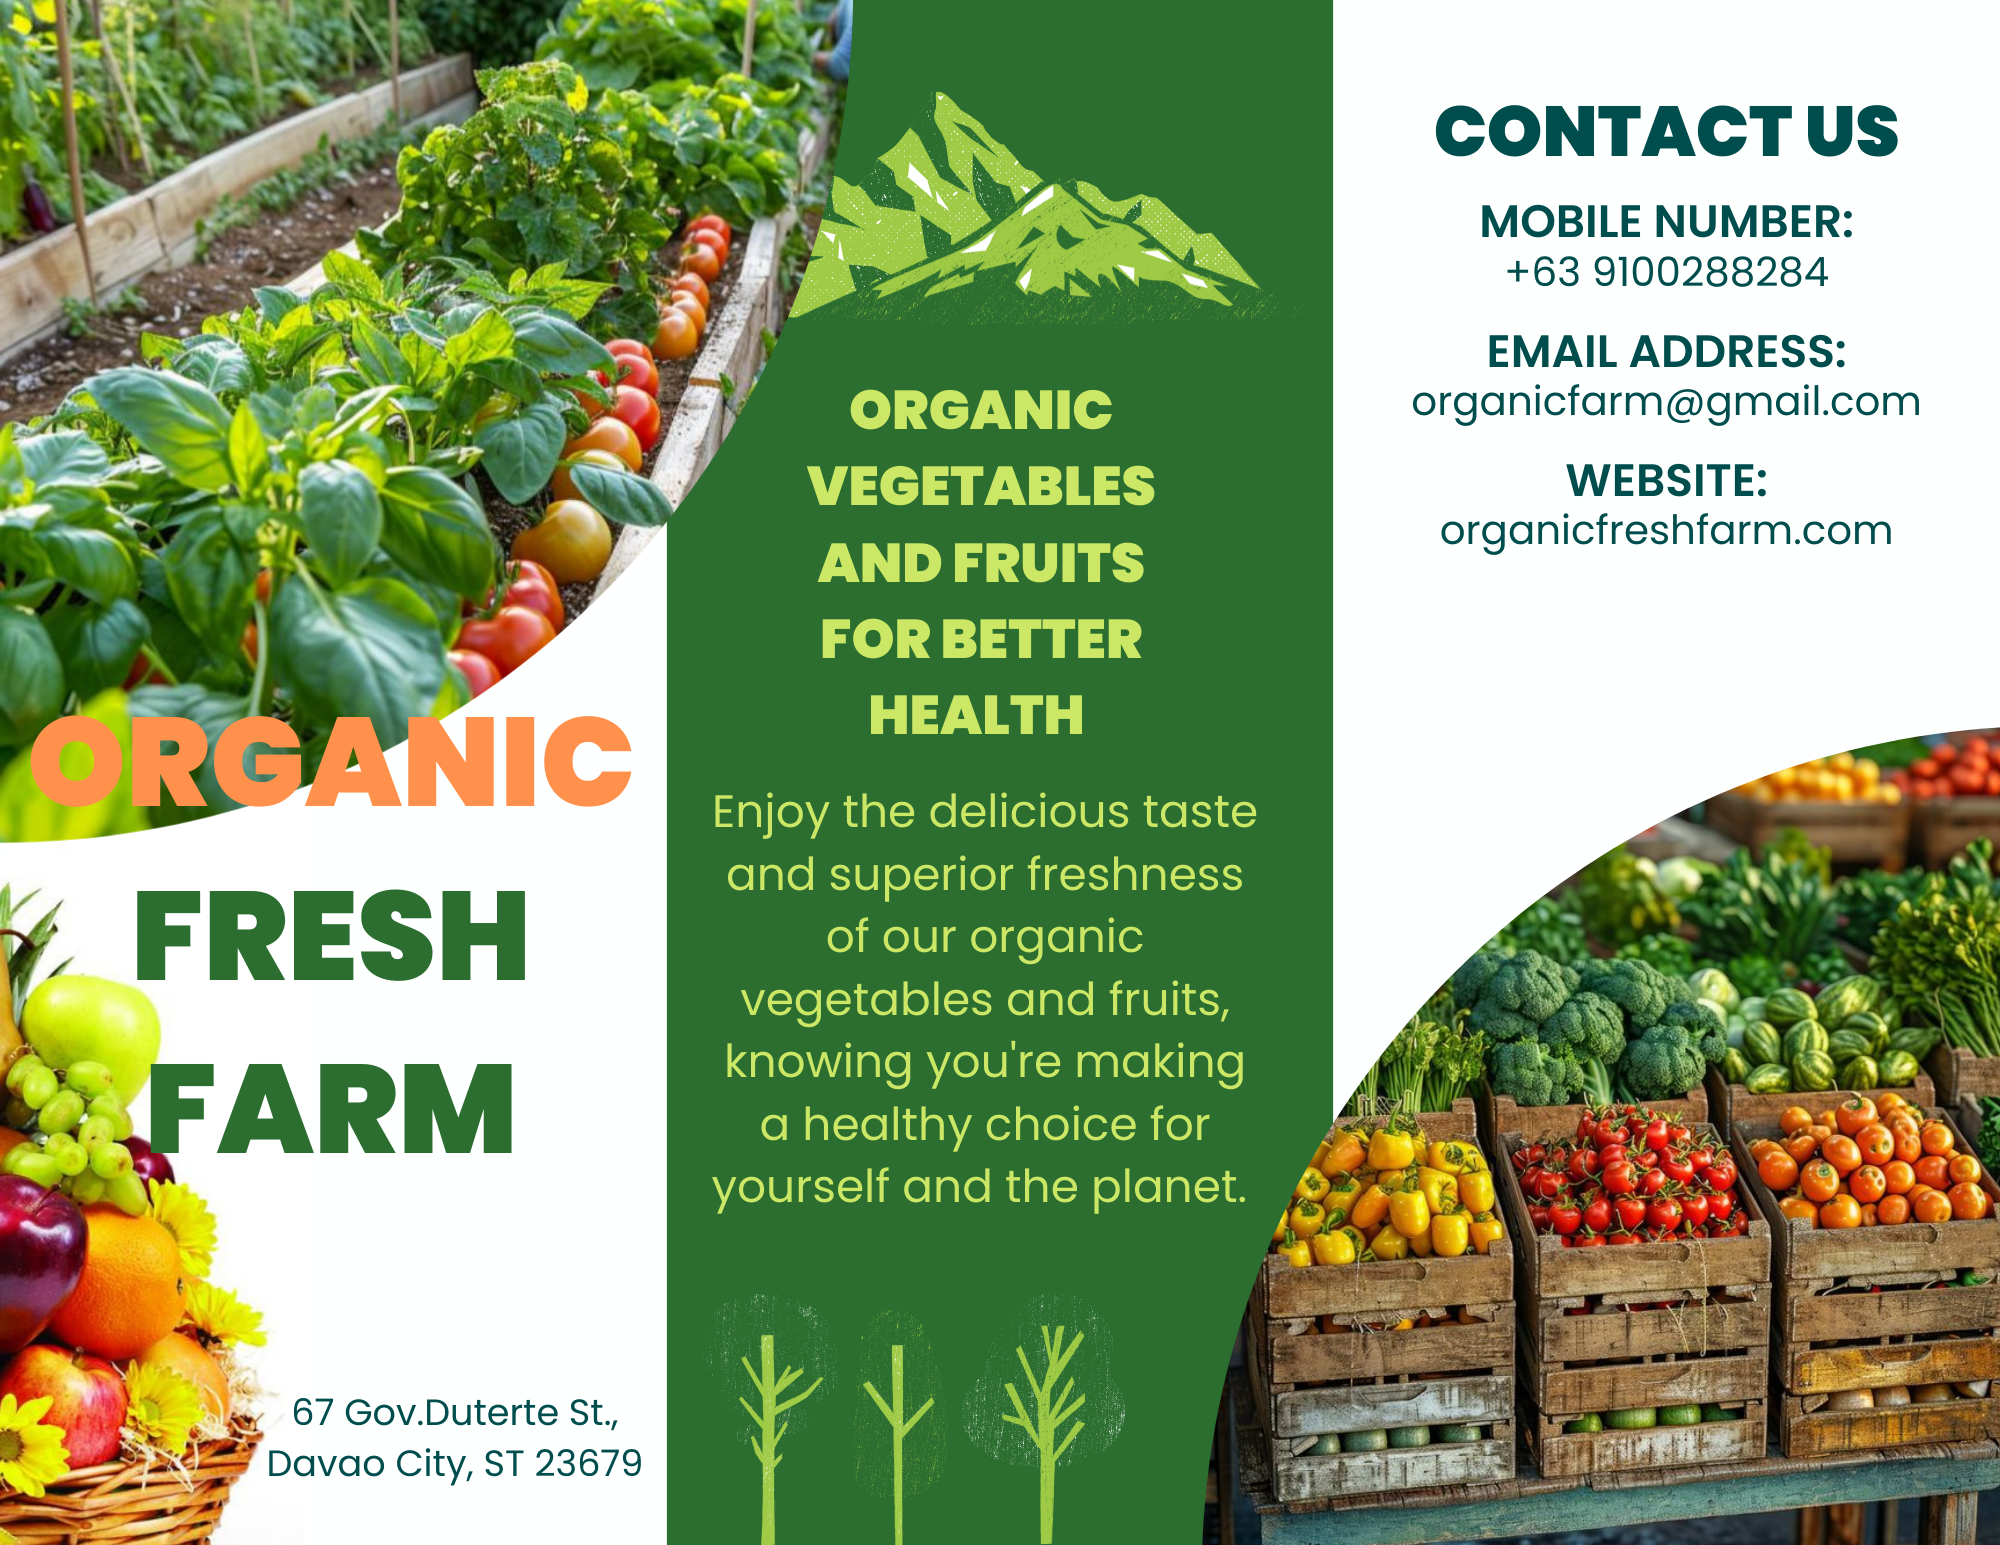 ORGANIC
FRESH
FARM
67 Gov.Duterte St.,
Davao City, ST 23679
ORGANIC
VEGETABLES
AND FRUITS
FOR BETTER
HEALTH
Enjoy the delicious taste
and superior freshness
of our organic
vegetables and fruits,
knowing you're making
a healthy choice for
yourself and the planet.
CONTACT US
MOBILE NUMBER:
+63 9100288284
EMAIL ADDRESS:
organicfarm@gmail.com
WEBSITE:
organicfreshfarm.com